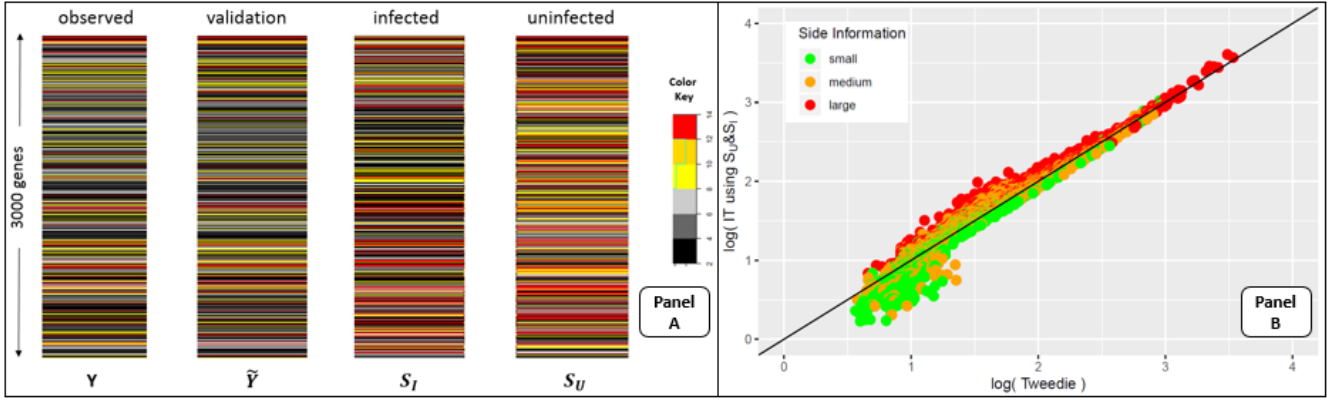 observed validation infected uninfected
3000 genes
Color
Key
14
12
10
8
6
4
2
Panel
A
Y Ỹ S_I S_U
log( IT using S_U&S_I )
4
3
2
1
0
Side Information
small
medium
large
Panel
B
0 1 2 3 4
log( Tweedie )